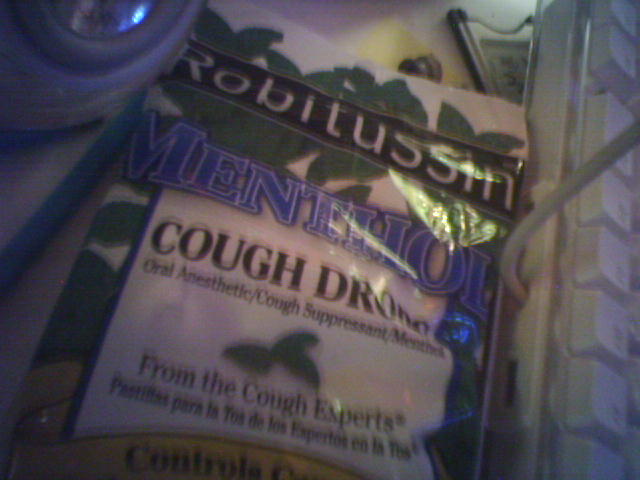 Robitussin
MENTHOL
COUGH DROPS
Oral Anesthetic/Cough Suppressant/Menthol
From the Cough Experts®
Pastillas para la Tos de los Expertos en la Tos®
Controls